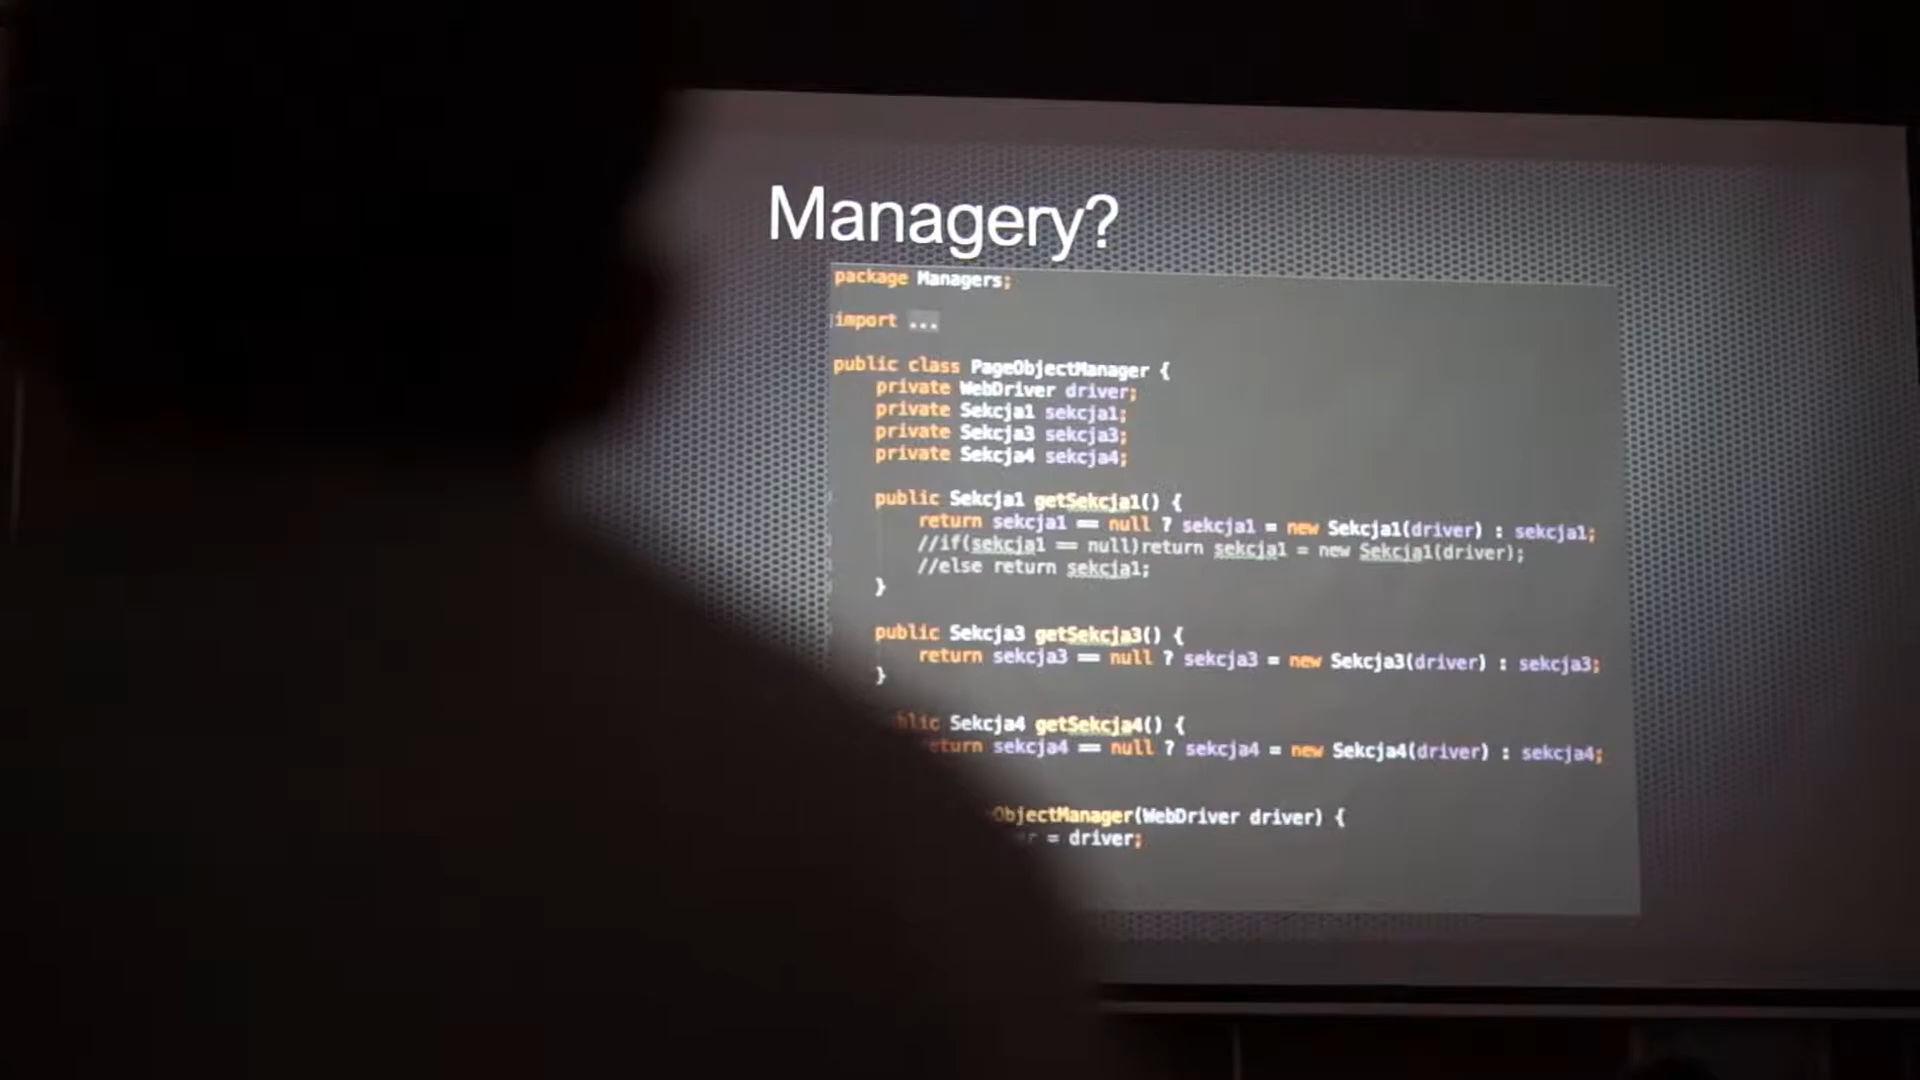 Managery?
package Managers;
import ...
public class PageObjectManager {
private WebDriver driver;
private Sekcja1 sekcja1;
private Sekcja3 sekcja3;
private Sekcja4 sekcja4;
public Sekcja1 getSekcja1() {
return sekcja1 == null ? sekcja1 = new Sekcja1(driver) : sekcja1;
//if(sekcja1 == null)return sekcja1 = new Sekcja1(driver);
//else return sekcja1;
}
public Sekcja3 getSekcja3() {
return sekcja3 == null ? sekcja3 = new Sekcja3(driver) : sekcja3;
}
blic Sekcja4 getSekcja4() {
eturn sekcja4 == null ? sekcja4 = new Sekcja4(driver) : sekcja4;
ObjectManager(WebDriver driver) {
r = driver;